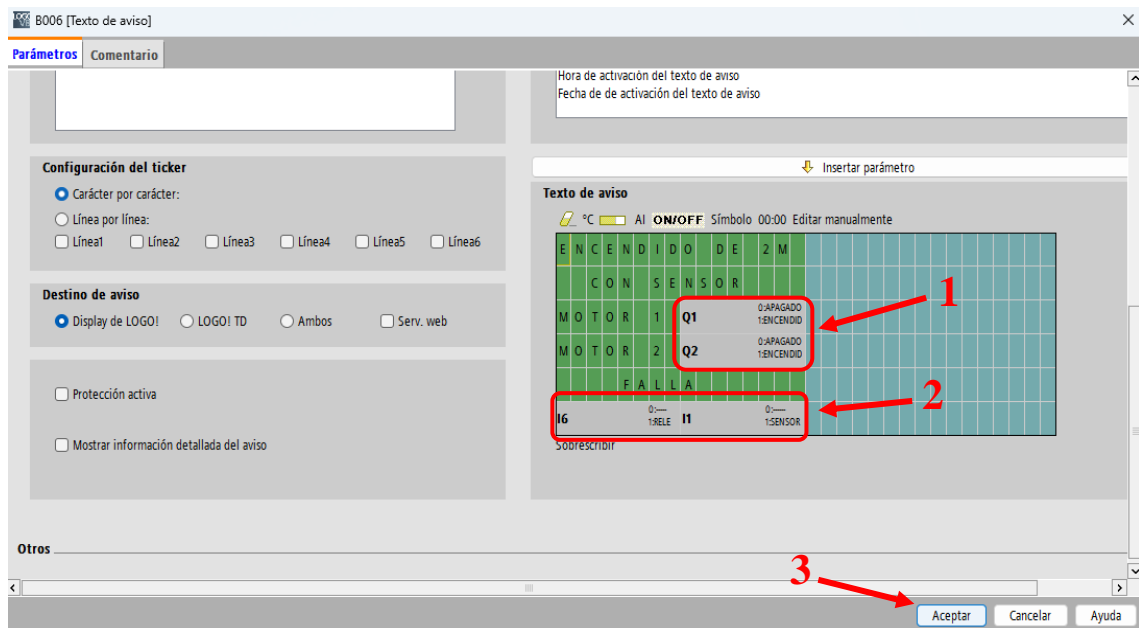 B006 [Texto de aviso]
Parámetros Comentario
Hora de activación del texto de aviso
Fecha de de activación del texto de aviso
Configuración del ticker
Carácter por carácter:
Línea por línea:
Línea1 Línea2 Línea3 Línea4 Línea5 Línea6
Destino de aviso
Display de LOGO! LOGO! TD Ambos Serv. web
Protección activa
Mostrar información detallada del aviso
Insertar parámetro
Texto de aviso
°C AI ON/OFF Símbolo 00:00 Editar manualmente
ENCENDIDO DE 2M
CON SENSOR
MOTOR 1 Q1 0:APAGADO
1:ENCENDID
MOTOR 2 Q2 0:APAGADO
1:ENCENDID
FALLA
I6 0:---- 1:RELE I1 0:---- 1:SENSOR
Sobrescribir
1
2
3
Otros
Aceptar Cancelar Ayuda